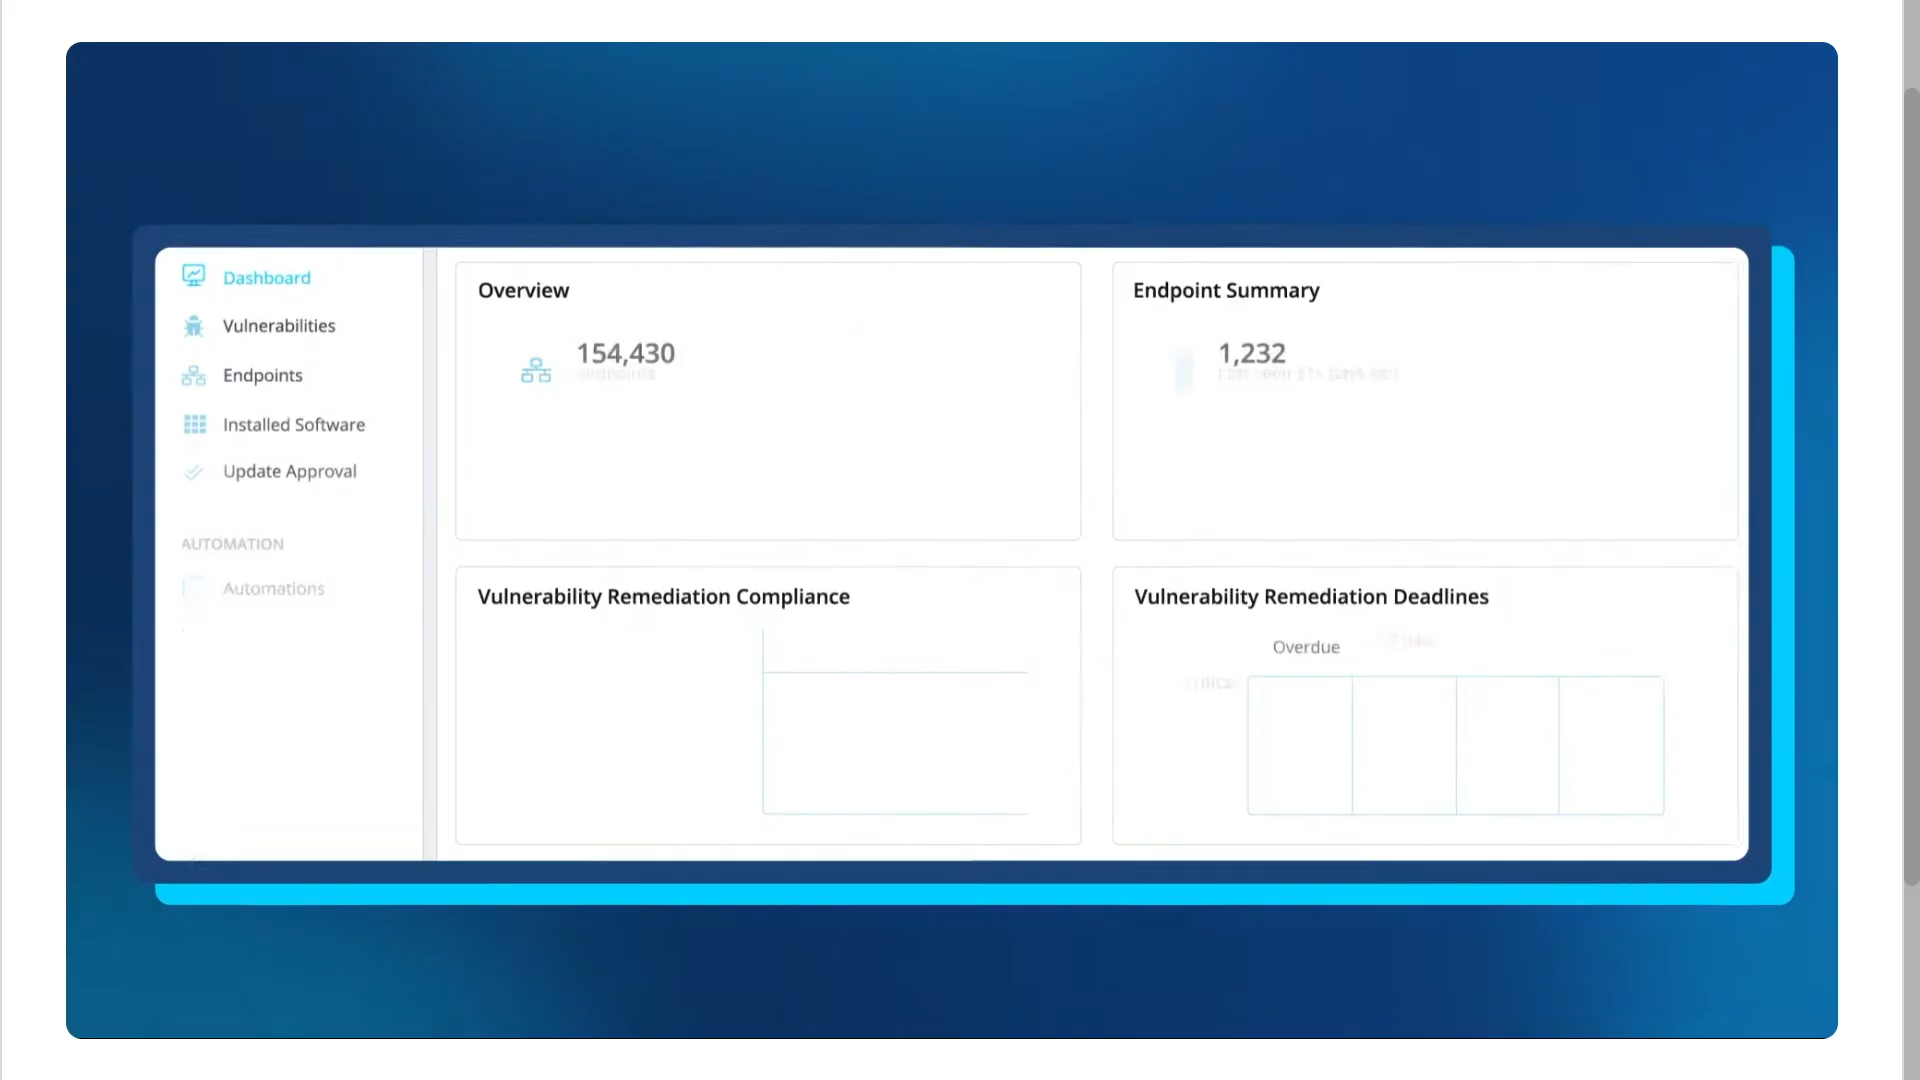 Dashboard
Vulnerabilities
Endpoints
Installed Software
Update Approval
AUTOMATION
Automations
Overview
154,430
Endpoint Summary
1,232
Vulnerability Remediation Compliance
Vulnerability Remediation Deadlines
Overdue